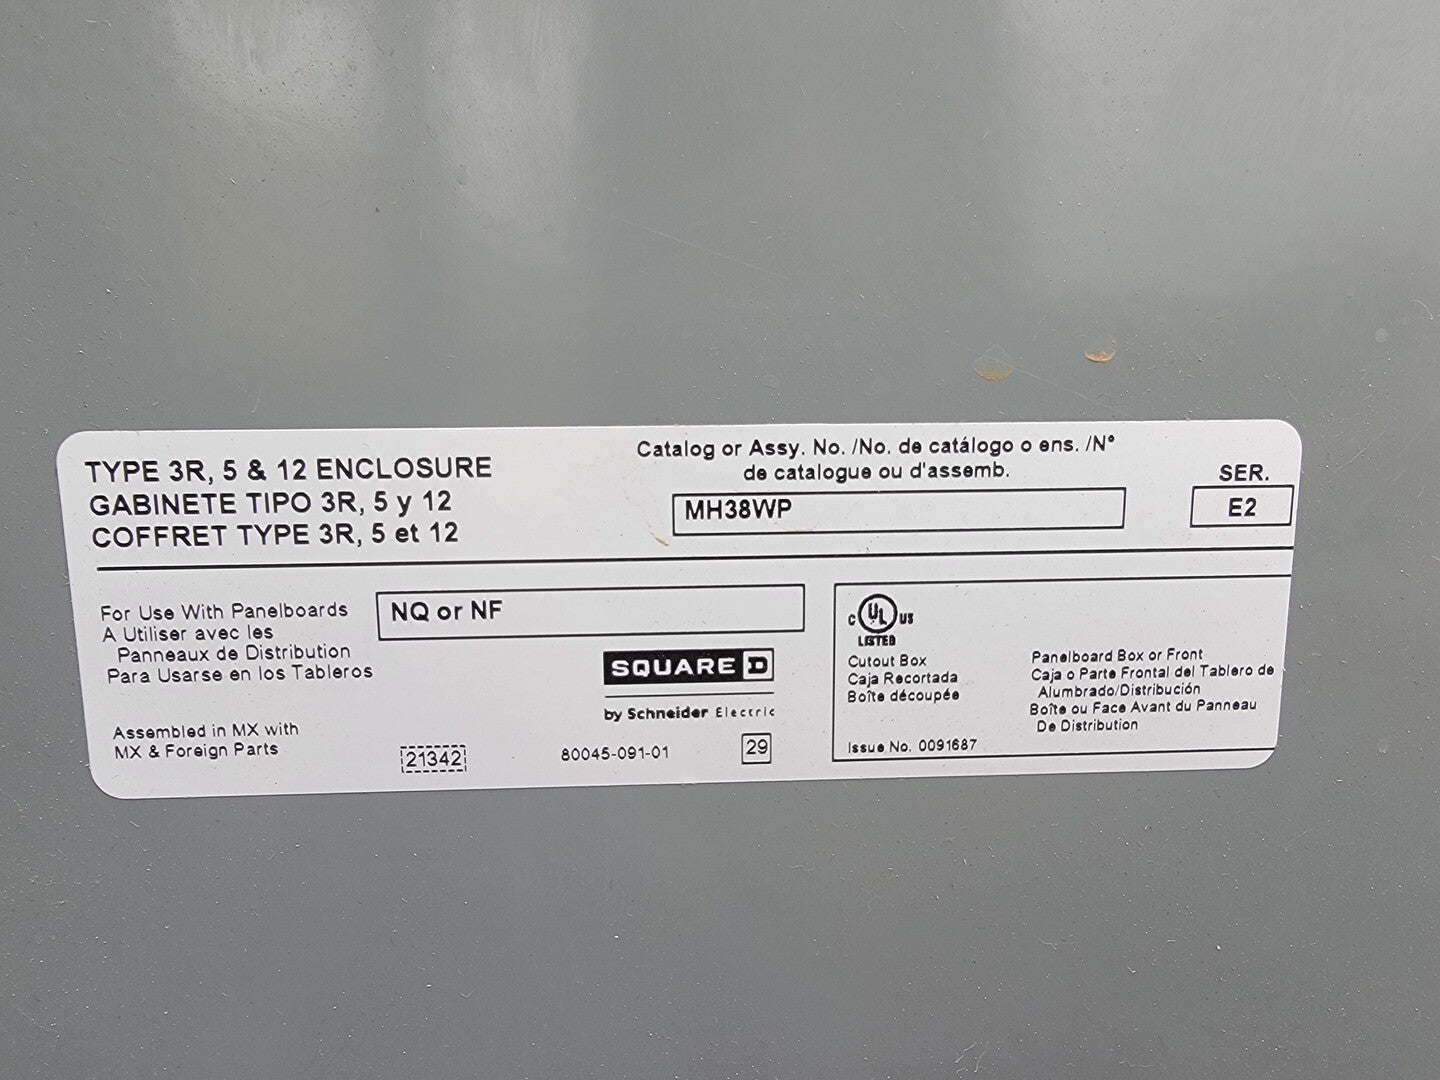 TYPE 3R, 5 & 12 ENCLOSURE
GABINETE TIPO 3R, 5 y 12
COFFRET TYPE 3R, 5 et 12
Catalog or Assy. No. /No. de catálogo o ens. /N°
de catalogue ou d'assemb.
MH38WP
SER.
E2
For Use With Panelboards
A Utiliser avec les
Panneaux de Distribution
Para Usarse en los Tableros
NQ or NF
SQUARE D
by Schneider Electric
Assembled in MX with
MX & Foreign Parts
21342
80045-091-01
29
C UL US
LISTED
Cutout Box
Caja Recortada
Boîte découpée
Issue No. 0091687
Panelboard Box or Front
Caja o Parte Frontal del Tablero de
Alumbrado/Distribución
Boîte ou Face Avant du Panneau
De Distribution